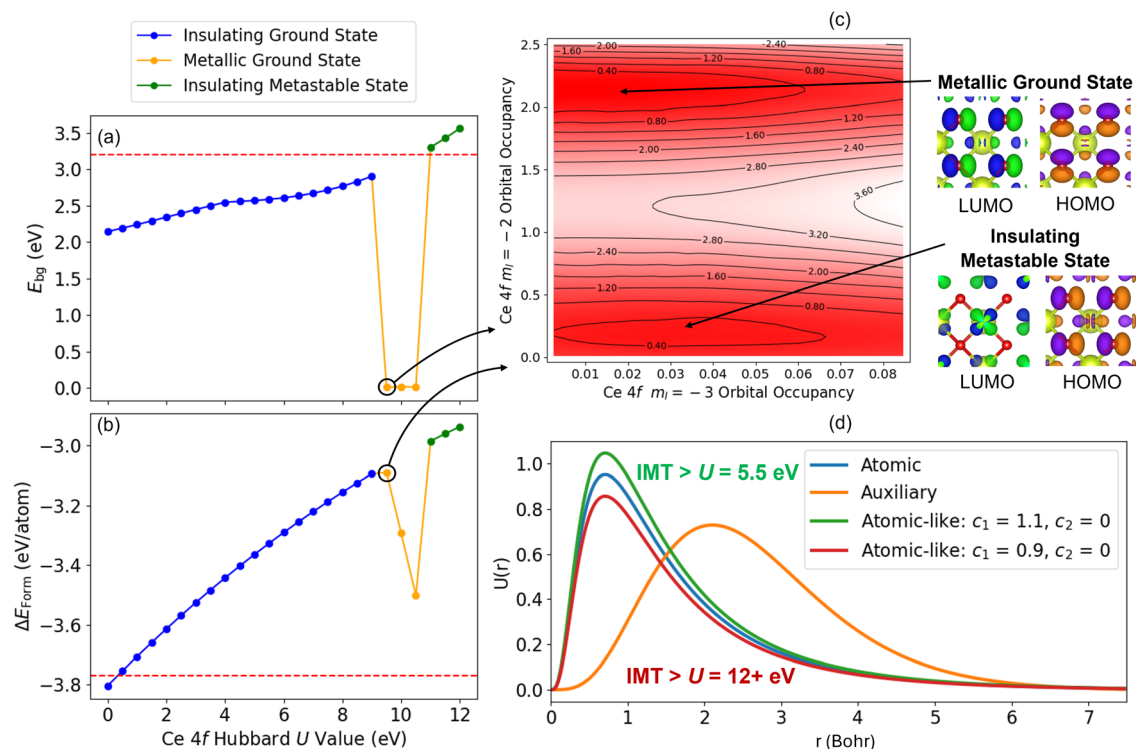 Insulating Ground State
Metallic Ground State
Insulating Metastable State
(a)
3.5
3.0
2.5
2.0
1.5
1.0
0.5
0.0
E_bg (eV)
(b)
−3.0
−3.2
−3.4
−3.6
−3.8
ΔE_Form (eV/atom)
0 2 4 6 8 10 12
Ce 4f Hubbard U Value (eV)
(c)
2.5
2.0
1.5
1.0
0.5
0.0
Ce 4f m_l = −2 Orbital Occupancy
2.00
2.40
1.60
1.20
0.40
0.80
0.80
1.20
1.60
2.00
2.40
2.80
3.60
3.20
2.40
2.80
1.60
2.00
1.20
0.80
0.40
0.01 0.02 0.03 0.04 0.05 0.06 0.07 0.08
Ce 4f m_l = −3 Orbital Occupancy
Metallic Ground State
LUMO
HOMO
Insulating
Metastable State
LUMO
HOMO
(d)
IMT > U = 5.5 eV
IMT > U = 12+ eV
Atomic
Auxiliary
Atomic-like: c₁ = 1.1, c₂ = 0
Atomic-like: c₁ = 0.9, c₂ = 0
1.0
0.8
0.6
0.4
0.2
0.0
U(r)
0 1 2 3 4 5 6 7
r (Bohr)